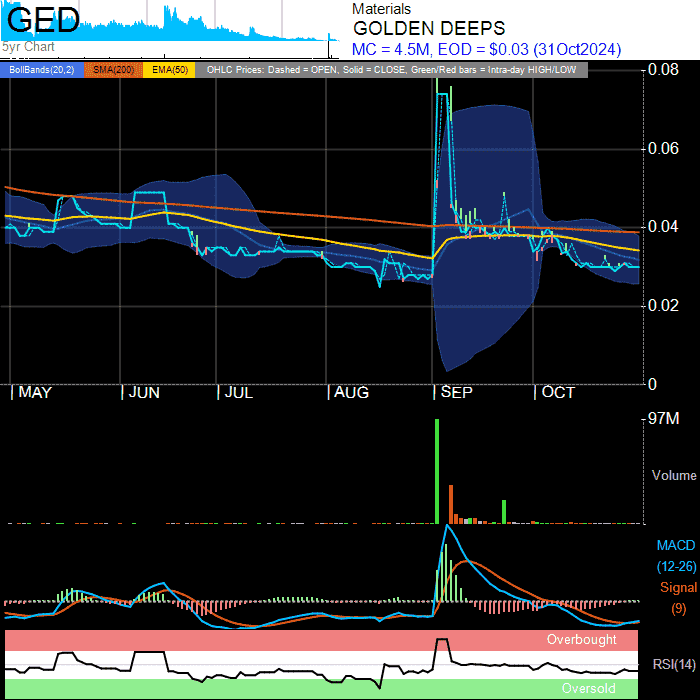 GED
5yr Chart
Materials
GOLDEN DEEPS
MC = 4.5M, EOD = $0.03 (31Oct2024)
BollBands(20,2) SMA(200) EMA(50) OHLC Prices: Dashed = OPEN, Solid = CLOSE, Green/Red bars = Intra-day HIGH/LOW
0.08
0.06
0.04
0.02
0
MAY JUN JUL AUG SEP OCT
97M
Volume
MACD
(12-26)
Signal
(9)
Overbought
RSI(14)
Oversold